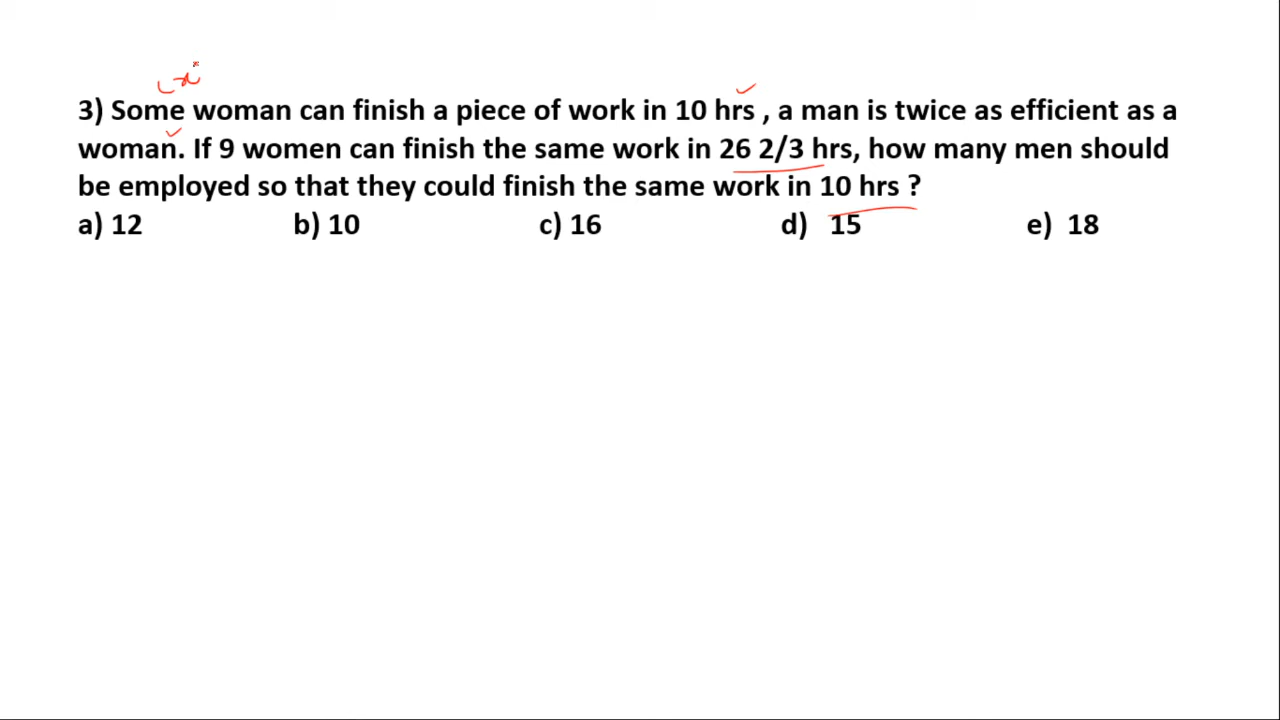 x
3) Some woman can finish a piece of work in 10 hrs , a man is twice as efficient as a
woman. If 9 women can finish the same work in 26 2/3 hrs, how many men should
be employed so that they could finish the same work in 10 hrs ?
a) 12 b) 10 c) 16 d) 15 e) 18